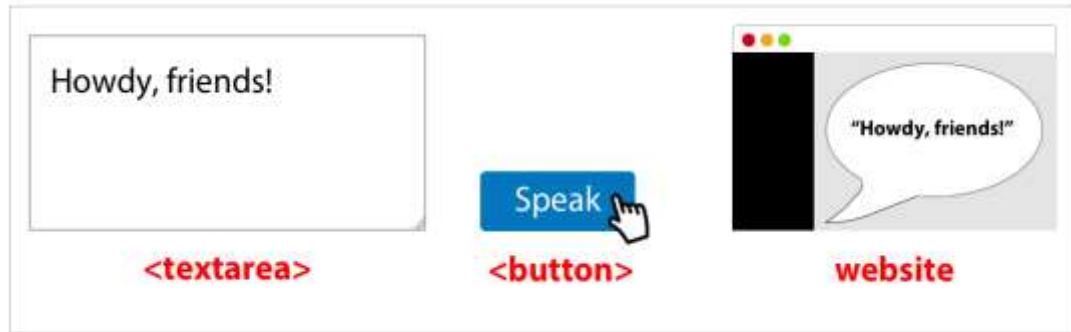 Howdy, friends!
“Howdy, friends!”
Speak
<textarea>
<button>
website